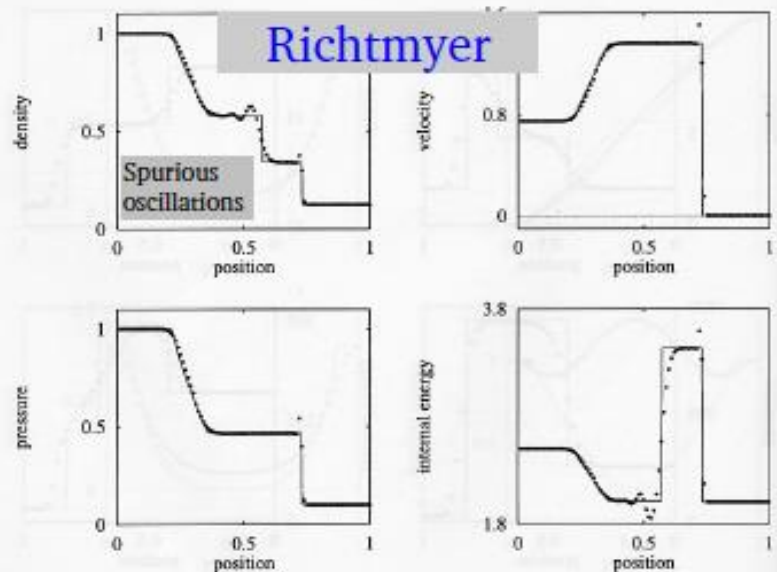 Richtmyer
1
0.5
0
density
Spurious
oscillations
0
0.5
1
position
0.8
0
velocity
0
0.5
1
position
1
0.5
0
pressure
0
0.5
1
position
3.8
1.8
internal energy
0
0.5
1
position